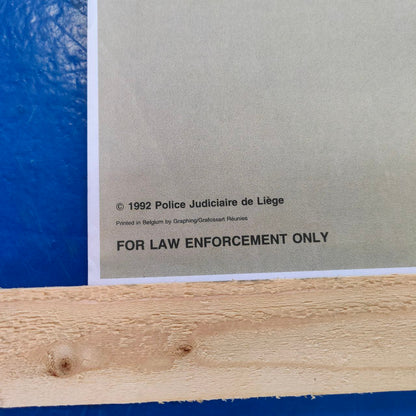 © 1992 Police Judiciaire de Liège
Printed in Belgium by Graphing/Grafossart Réunies
FOR LAW ENFORCEMENT ONLY